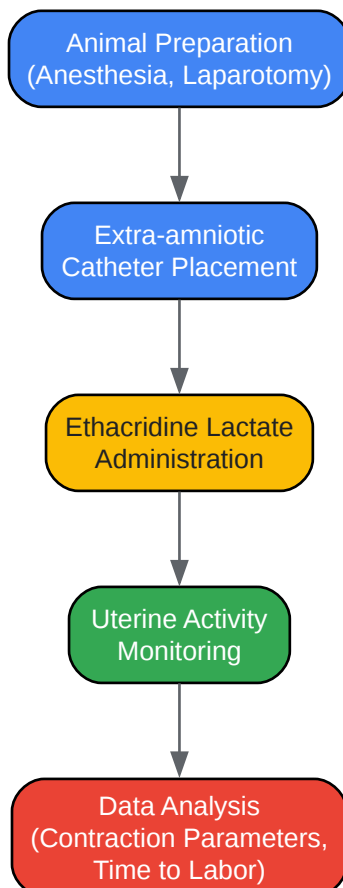 Animal Preparation
(Anesthesia, Laparotomy)
Extra-amniotic
Catheter Placement
Ethacridine Lactate
Administration
Uterine Activity
Monitoring
Data Analysis
(Contraction Parameters,
Time to Labor)